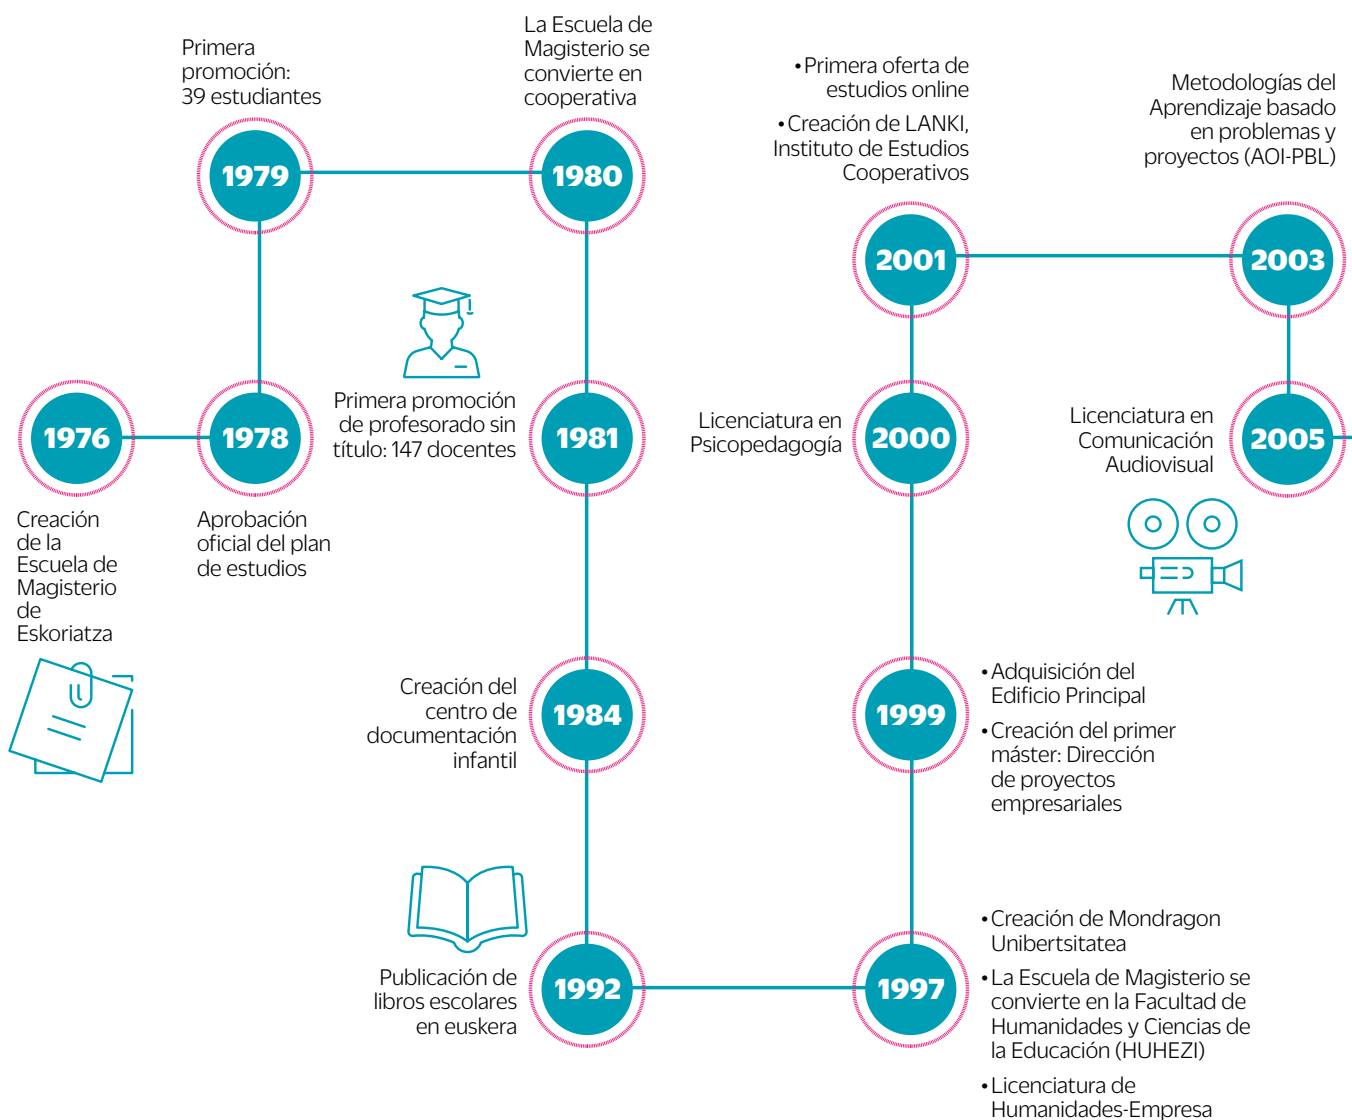 1976
Creación
de la
Escuela de
Magisterio
de
Eskoriatza
1978
Aprobación
oficial del plan
de estudios
Primera
promoción:
39 estudiantes
1979
La Escuela de
Magisterio se
convierte en
cooperativa
1980
Primera promoción
de profesorado sin
título: 147 docentes
1981
Creación del
centro de
documentación
infantil
1984
Publicación de
libros escolares
en euskera
1992
1997
•Creación de Mondragon
Unibertsitatea
•La Escuela de Magisterio se
convierte en la Facultad de
Humanidades y Ciencias de
la Educación (HUHEZI)
•Licenciatura de
Humanidades-Empresa
1999
•Adquisición del
Edificio Principal
•Creación del primer
máster: Dirección
de proyectos
empresariales
Licenciatura en
Psicopedagogía
2000
•Primera oferta de
estudios online
•Creación de LANKI,
Instituto de Estudios
Cooperativos
2001
Metodologías del
Aprendizaje basado
en problemas y
proyectos (AOI-PBL)
2003
Licenciatura en
Comunicación
Audiovisual
2005